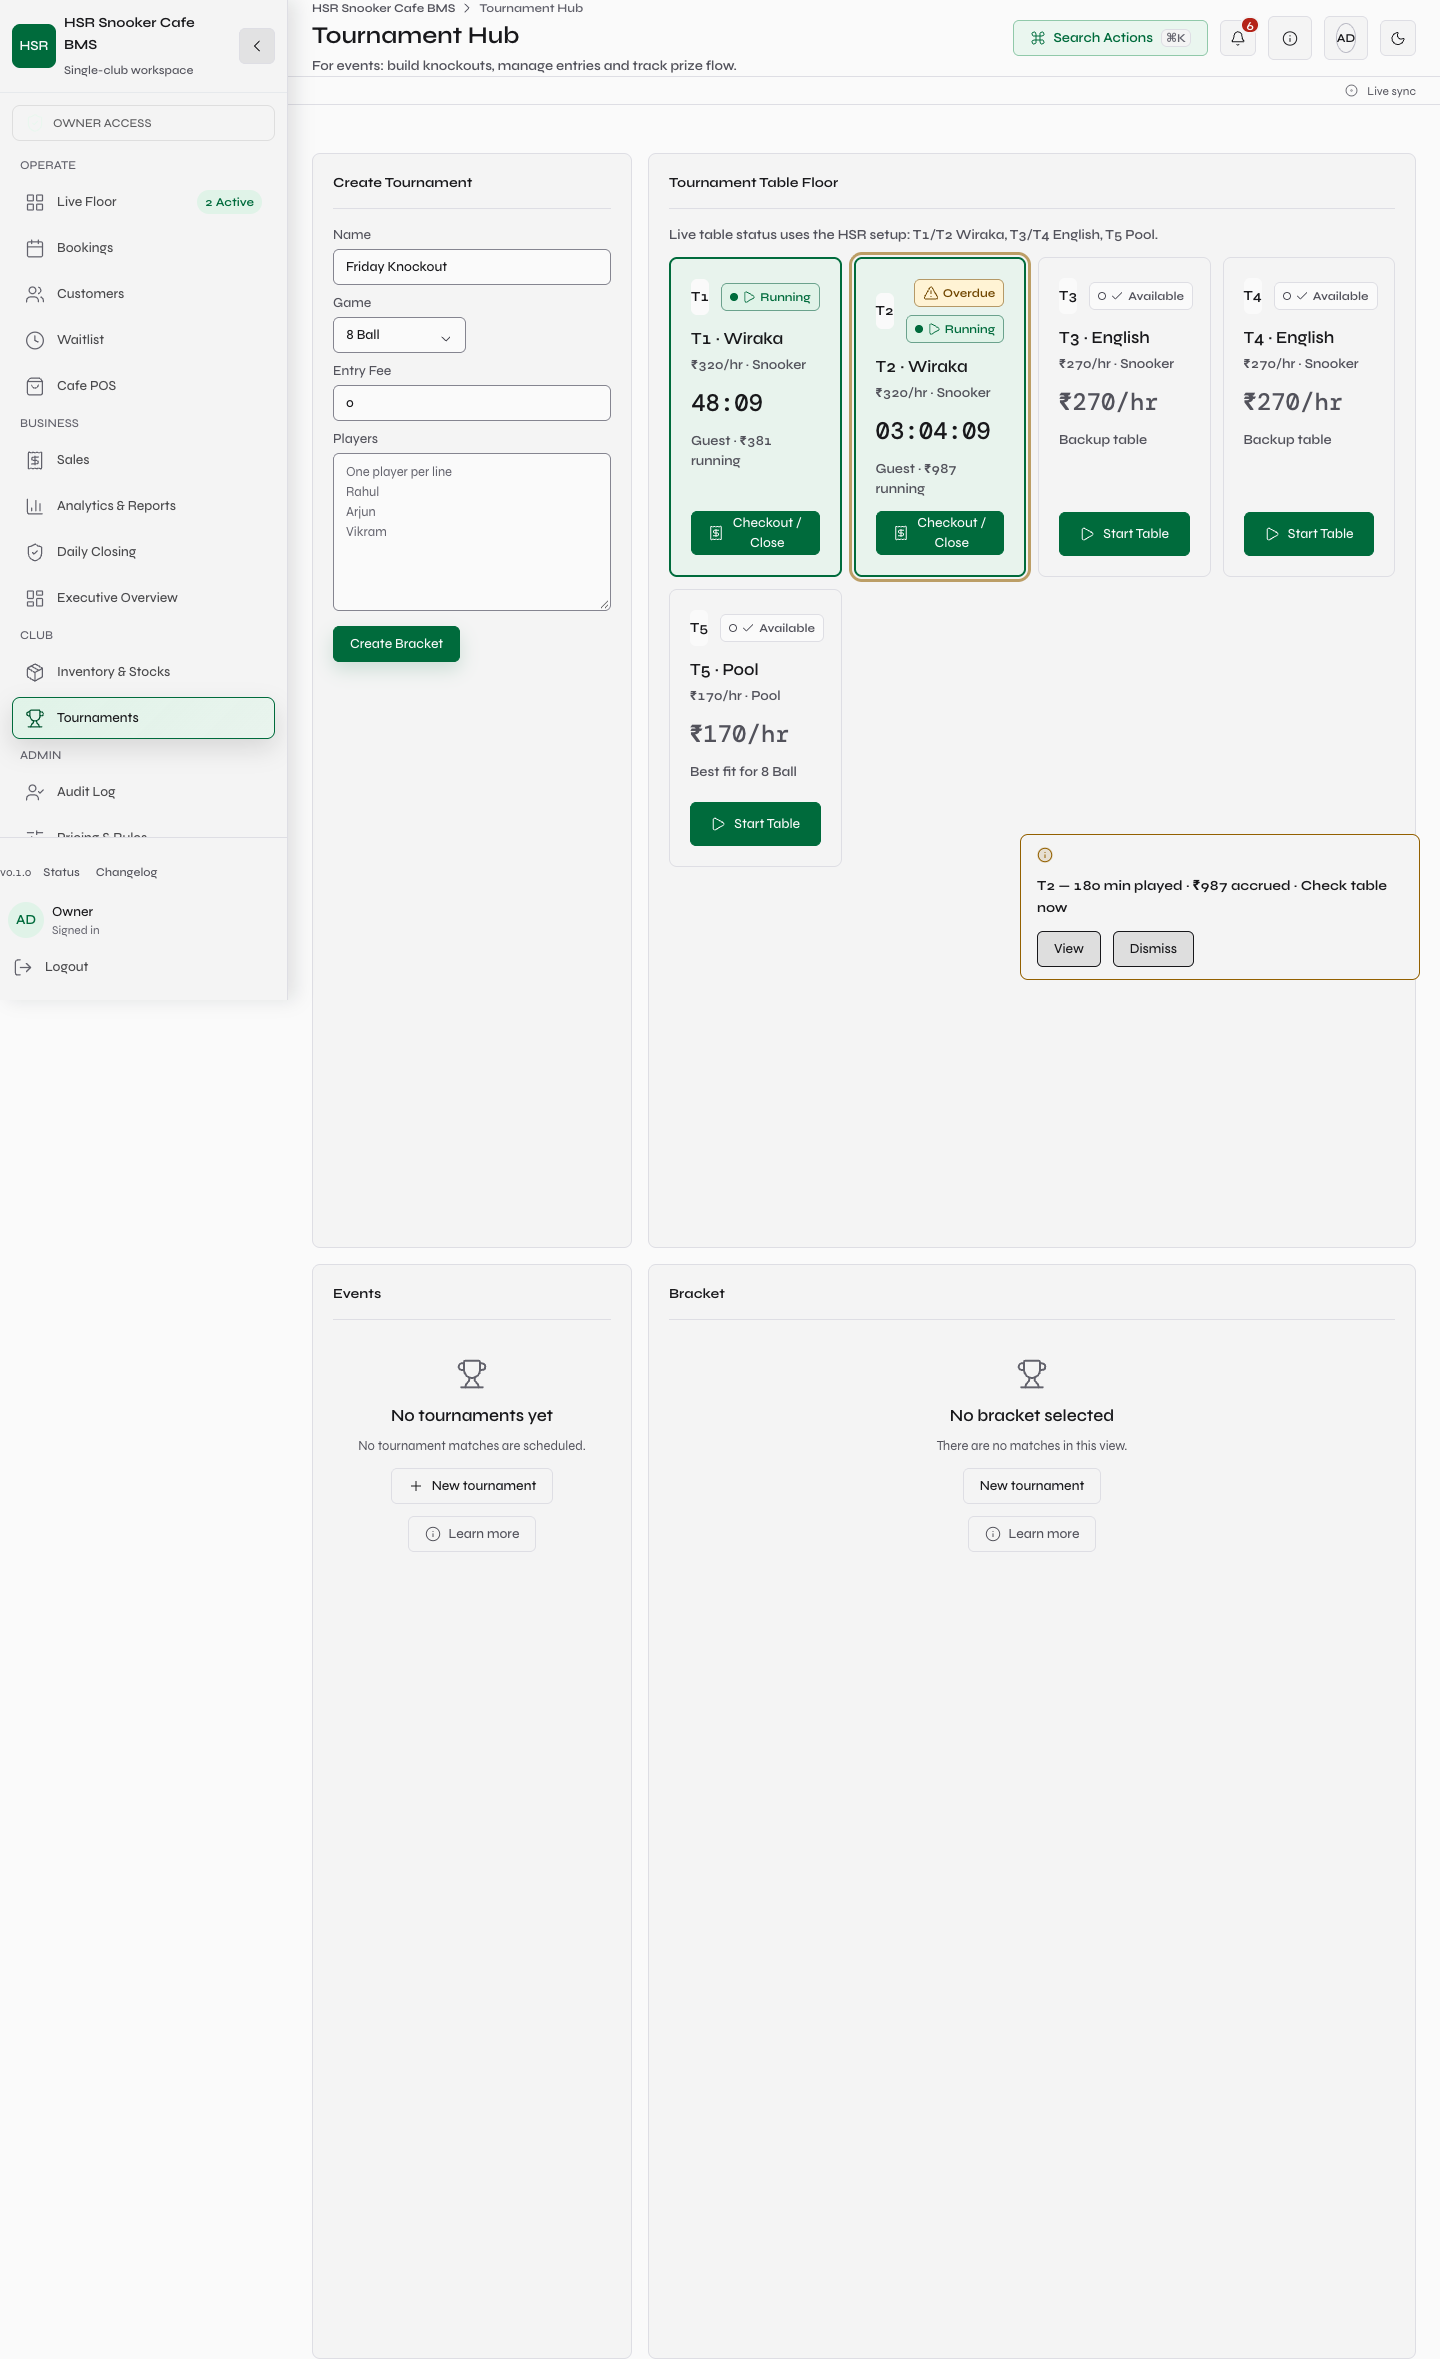 HSR
HSR Snooker Cafe
BMS
Single-club workspace
OWNER ACCESS
OPERATE
Live Floor
2 Active
Bookings
Customers
Waitlist
Cafe POS
BUSINESS
Sales
Analytics & Reports
Daily Closing
Executive Overview
CLUB
Inventory & Stocks
Tournaments
ADMIN
Audit Log
Pricing & Rules
v0.1.0 Status Changelog
AD
Owner
Signed in
Logout
HSR Snooker Cafe BMS > Tournament Hub
Tournament Hub
For events: build knockouts, manage entries and track prize flow.
Search Actions ⌘K
6
AD
Live sync
Create Tournament
Name
Friday Knockout
Game
8 Ball
Entry Fee
0
Players
One player per line
Rahul
Arjun
Vikram
Create Bracket
Tournament Table Floor
Live table status uses the HSR setup: T1/T2 Wiraka, T3/T4 English, T5 Pool.
T1
Running
T1 · Wiraka
₹320/hr · Snooker
48:09
Guest · ₹381
running
Checkout /
Close
T2
Overdue
Running
T2 · Wiraka
₹320/hr · Snooker
03:04:09
Guest · ₹987
running
Checkout /
Close
T3
Available
T3 · English
₹270/hr · Snooker
₹270/hr
Backup table
Start Table
T4
Available
T4 · English
₹270/hr · Snooker
₹270/hr
Backup table
Start Table
T5
Available
T5 · Pool
₹170/hr · Pool
₹170/hr
Best fit for 8 Ball
Start Table
T2 — 180 min played · ₹987 accrued · Check table
now
View
Dismiss
Events
No tournaments yet
No tournament matches are scheduled.
New tournament
Learn more
Bracket
No bracket selected
There are no matches in this view.
New tournament
Learn more